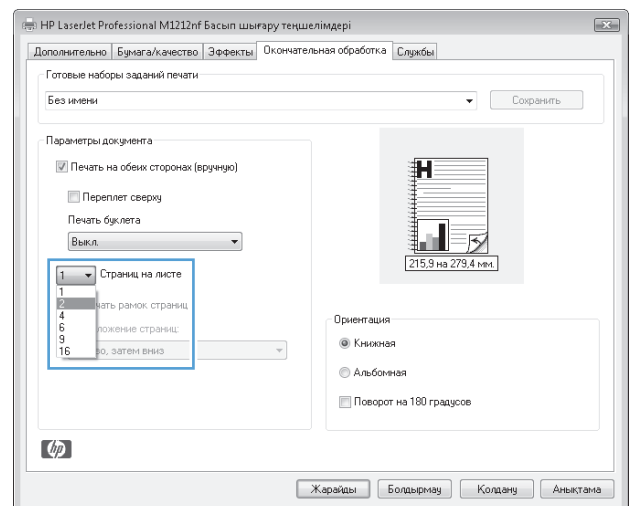 HP LaserJet Professional M1212nf Басып шығару теңшелімдері
Дополнительно Бумага/качество Эффекты Окончательная обработка Службы
Готовые наборы заданий печати
Без имени
Сохранить
Параметры документа
Печать на обеих сторонах (вручную)
Переплет сверху
Печать буклета
Выкл.
1 Страниц на листе
1
2 чать рамок страниц
4
6 ложение страниц:
9
16 во, затем вниз
H
215,9 на 279,4 мм.
Ориентация
Книжная
Альбомная
Поворот на 180 градусов
hp
Жарайды Болдырмау Колдану Анықтама